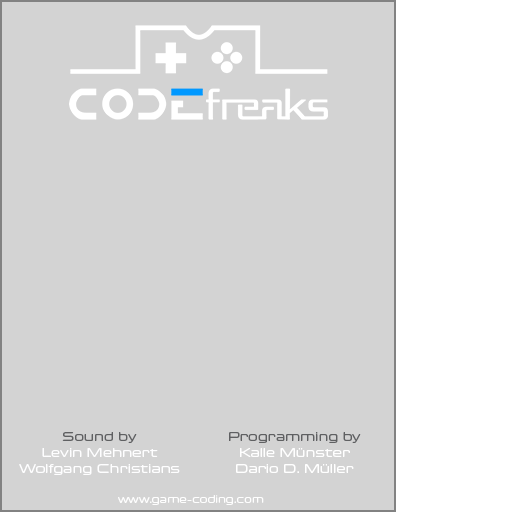 CODEfreaks
Sound by
Levin Mehnert
Wolfgang Christians
Programming by
Kalle Münster
Dario D. Müller
www.game-coding.com